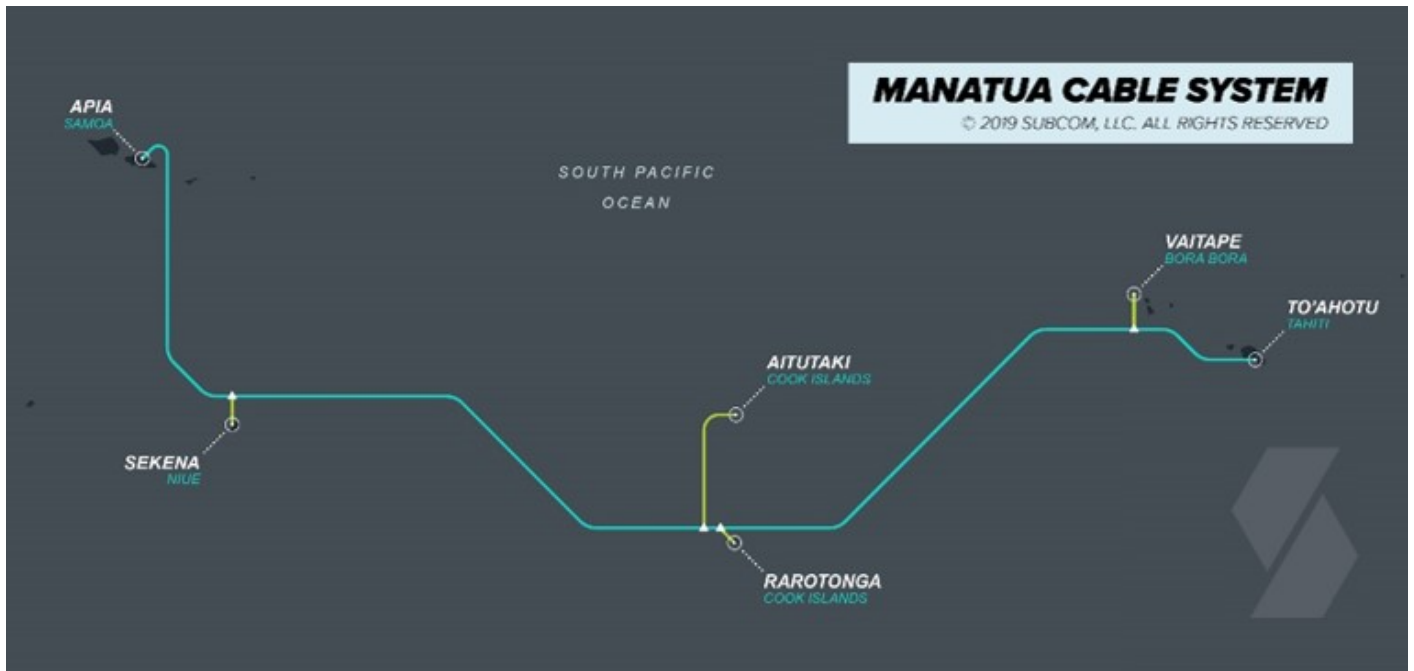 MANATUA CABLE SYSTEM
© 2019 SUBCOM, LLC. ALL RIGHTS RESERVED
APIA
SAMOA
SOUTH PACIFIC
OCEAN
VAITAPE
BORA BORA
TO'AHOTU
TAHITI
AITUTAKI
COOK ISLANDS
SEKENA
NIUE
RAROTONGA
COOK ISLANDS